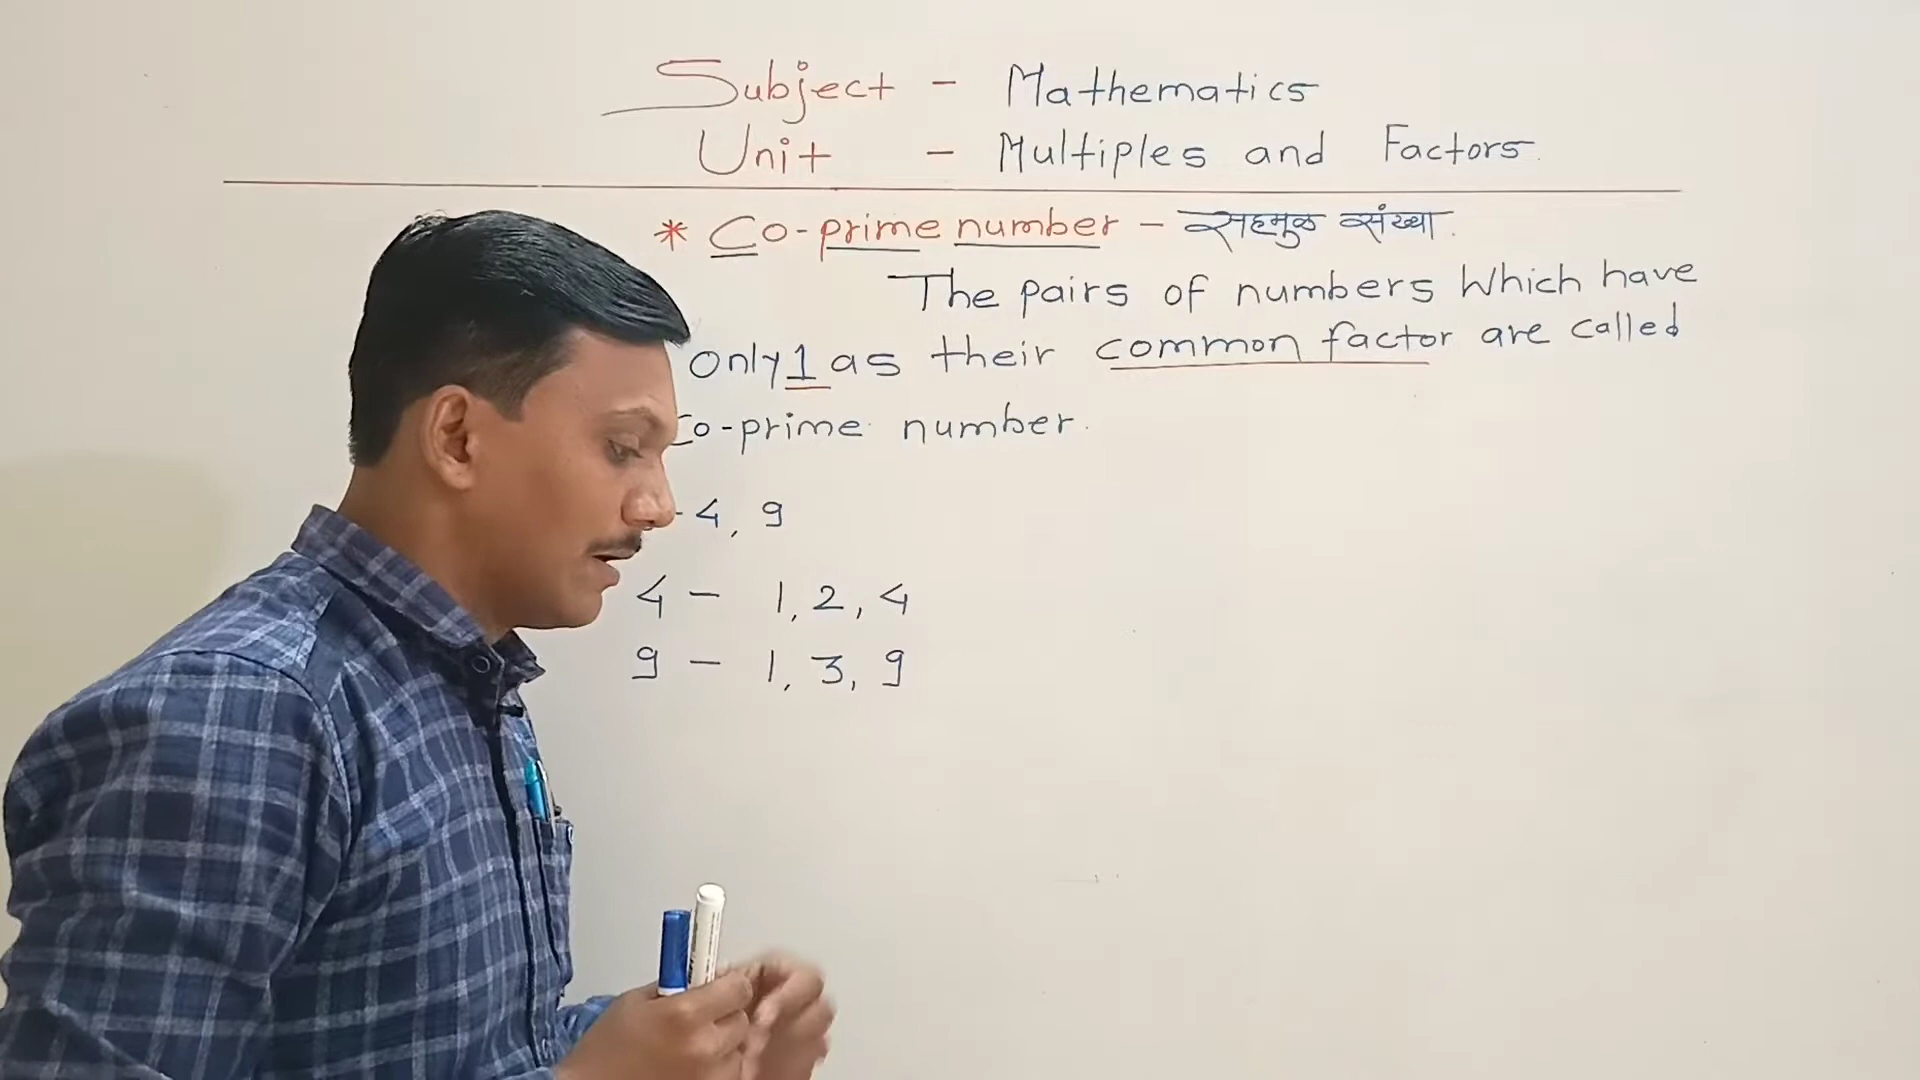 Subject - Mathematics
Unit - Multiples and Factors.
* Co-prime number - सहमुळ संख्या.
The pairs of numbers Which have
only 1 as their common factor are called
Co-prime number.
- 4, 9
4 - 1, 2, 4
9 - 1, 3, 9